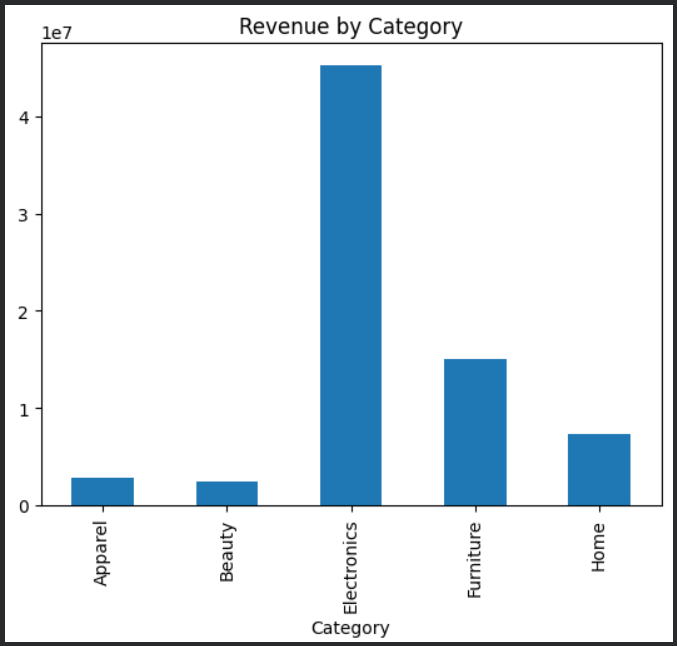 Revenue by Category
1e7
4
3
2
1
0
Apparel
Beauty
Electronics
Furniture
Home
Category